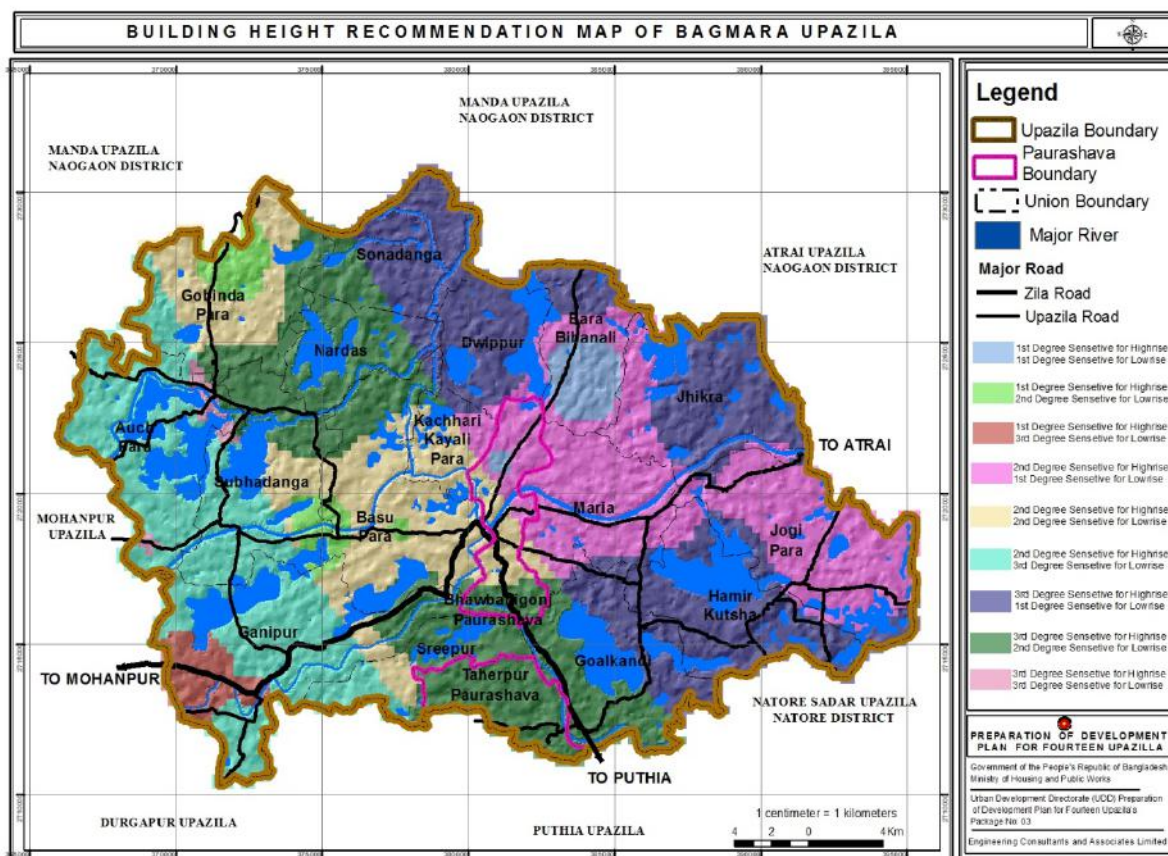 BUILDING HEIGHT RECOMMENDATION MAP OF BAGMARA UPAZILA
MANDA UPAZILA
NAOGAON DISTRICT
MANDA UPAZILA
NAOGAON DISTRICT
ATRAI UPAZILA
NAOGAON DISTRICT
Sonadanga
Gobinda
Para
Nardas
Dwippur
Bara
Bihanali
Jhikra
Kachhari
Kayali
Para
Auch
Para
TO ATRAI
Subhadanga
Maria
MOHANPUR
UPAZILA
Basu
Para
Jogi
Para
Hamir
Kutsha
Bhawbanigonj
Paurashava
Ganipur
Sreepur
Goalkandi
TO MOHANPUR
Taherpur
Paurashava
NATORE SADAR UPAZILA
NATORE DISTRICT
TO PUTHIA
DURGAPUR UPAZILA
PUTHIA UPAZILA
1 centimeter = 1 kilometers
4 2 0 4 Km
Legend
Upazila Boundary
Paurashava
Boundary
Union Boundary
Major River
Major Road
Zila Road
Upazila Road
1st Degree Sensetive for Highrise
1st Degree Sensetive for Lowrise
1st Degree Sensetive for Highrise
2nd Degree Sensetive for Lowrise
1st Degree Sensetive for Highrise
3rd Degree Sensetive for Lowrise
2nd Degree Sensetive for Highrise
1st Degree Sensetive for Lowrise
2nd Degree Sensetive for Highrise
2nd Degree Sensetive for Lowrise
2nd Degree Sensetive for Highrise
3rd Degree Sensetive for Lowrise
3rd Degree Sensetive for Highrise
1st Degree Sensetive for Lowrise
3rd Degree Sensetive for Highrise
2nd Degree Sensetive for Lowrise
3rd Degree Sensetive for Highrise
3rd Degree Sensetive for Lowrise
PREPARATION OF DEVELOPMENT
PLAN FOR FOURTEEN UPAZILLA
Government of the People's Republic of Bangladesh
Ministry of Housing and Public Works
Urban Development Directorate (UDD) Preparation
of Development Plan for Fourteen Upazila's
Package No: 03
Engineering Consultants and Associates Limited